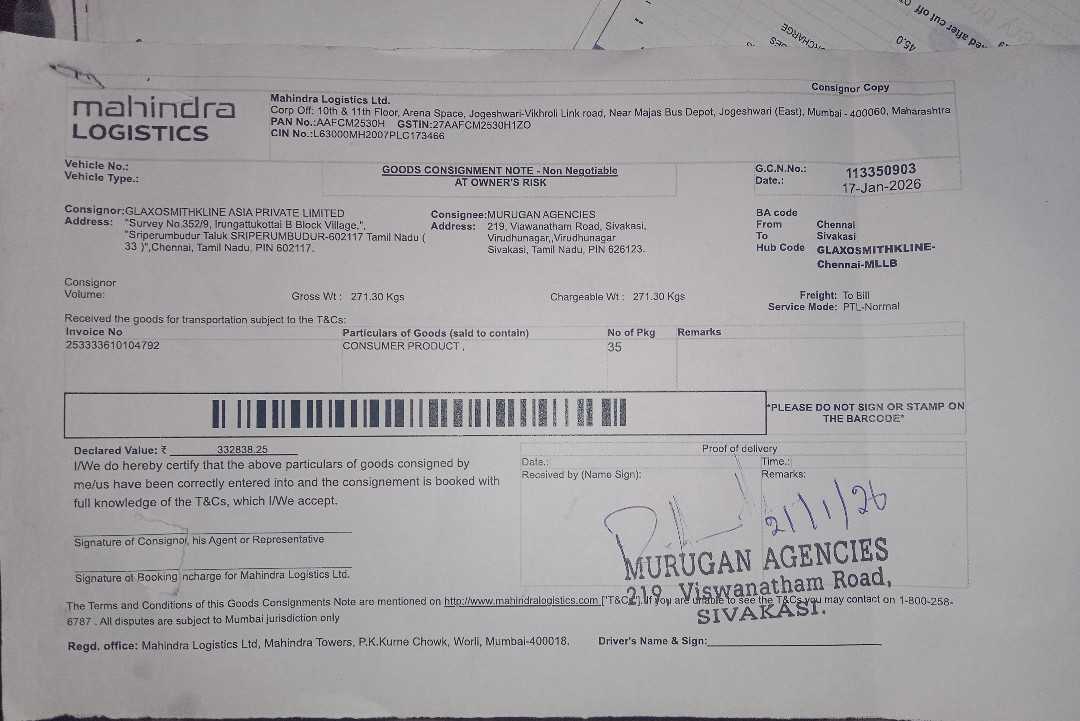 45.0
Consignor Copy
mahindra
LOGISTICS
Mahindra Logistics Ltd.
Corp Off: 10th & 11th Floor, Arena Space, Jogeshwari-Vikhroli Link road, Near Majas Bus Depot, Jogeshwari (East), Mumbai - 400060, Maharashtra
PAN No.:AAFCM2530H GSTIN:27AAFCM2530H1ZO
CIN No.:L63000MH2007PLC173466
Vehicle No.:
Vehicle Type.:
GOODS CONSIGNMENT NOTE - Non Negotiable
AT OWNER'S RISK
G.C.N.No.: 113350903
Date.: 17-Jan-2026
Consignor:GLAXOSMITHKLINE ASIA PRIVATE LIMITED
Address: "Survey No.352/9, Irungattukottai B Block Village,",
"Sriperumbudur Taluk SRIPERUMBUDUR-602117 Tamil Nadu (
33 )",Chennai, Tamil Nadu, PIN 602117.
Consignee:MURUGAN AGENCIES
Address: 219, Viawanatham Road, Sivakasi,
Virudhunagar,,Virudhunagar
Sivakasi, Tamil Nadu, PIN 626123.
BA code
From Chennai
To Sivakasi
Hub Code GLAXOSMITHKLINE-
Chennai-MLLB
Consignor
Volume:
Gross Wt : 271.30 Kgs
Chargeable Wt : 271.30 Kgs
Freight: To Bill
Service Mode: PTL-Normal
Received the goods for transportation subject to the T&Cs:
Invoice No Particulars of Goods (said to contain) No of Pkg Remarks
253333610104792 CONSUMER PRODUCT , 35
*PLEASE DO NOT SIGN OR STAMP ON
THE BARCODE*
Declared Value: ₹ 332838.25
I/We do hereby certify that the above particulars of goods consigned by
me/us have been correctly entered into and the consignement is booked with
full knowledge of the T&Cs, which I/We accept.
Signature of Consignor, his Agent or Representative
Signature of Booking Incharge for Mahindra Logistics Ltd.
Proof of delivery
Date.: Time.:
Received by (Name Sign): Remarks:
21/1/26
MURUGAN AGENCIES
219, Viswanatham Road,
SIVAKASI.
The Terms and Conditions of this Goods Consignments Note are mentioned on http://www.mahindralogistics.com ["T&Cs"]. If you are unable to see the T&Cs you may contact on 1-800-258-
6787 . All disputes are subject to Mumbai jurisdiction only
Regd. office: Mahindra Logistics Ltd, Mahindra Towers, P.K.Kurne Chowk, Worli, Mumbai-400018.
Driver's Name & Sign: